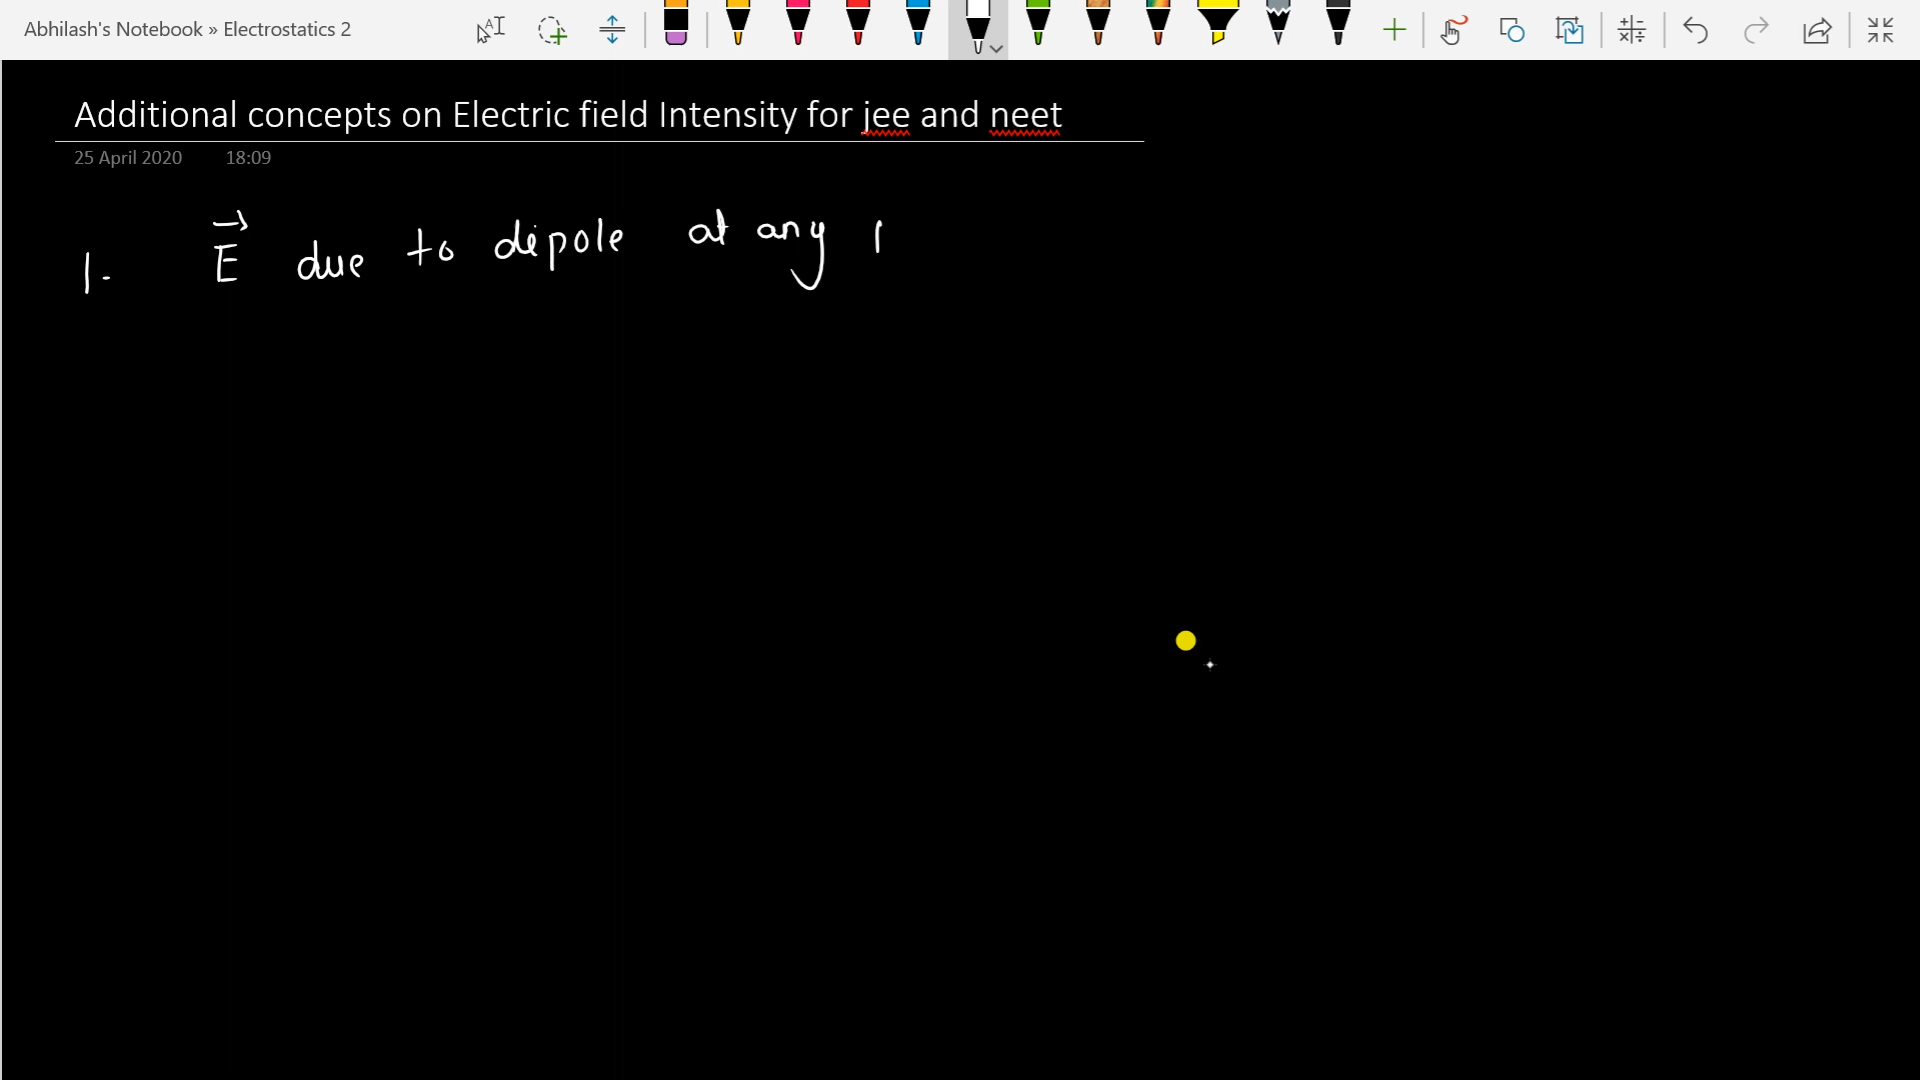 Abhilash's Notebook » Electrostatics 2
Additional concepts on Electric field Intensity for jee and neet
25 April 2020 18:09
1. E⃗ due to dipole at any